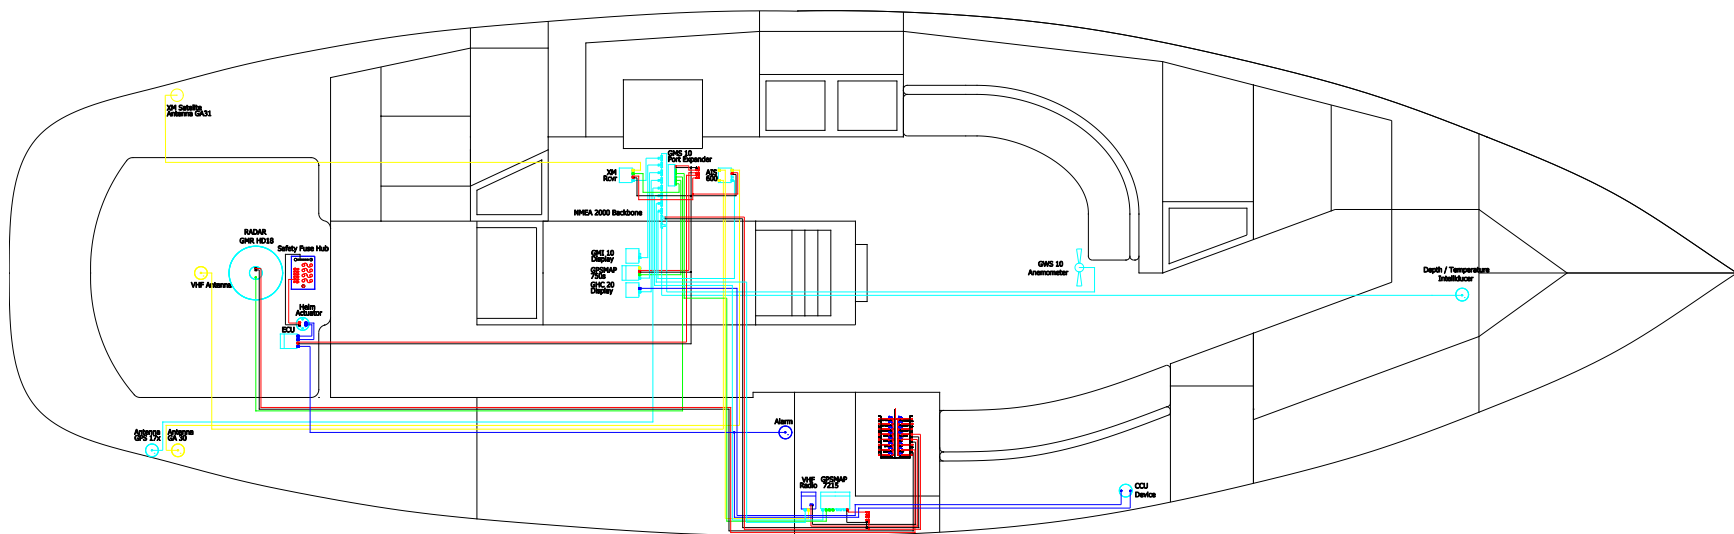 XM Satelite
Antenna GA31
GMS 10
Port Expander
XM
Rcvr
AIS
600
NMEA 2000 Backbone
RADAR
GMR HD18
Safety Fuse Hub
GMI 10
Display
GPSMAP
750s
GHC 20
Display
GWS 10
Anemometer
Depth / Temperature
Intelliducer
VHF Antenna
Helm
Actuator
ECU
Antenna
GPS 17x
Antenna
GA 30
Alarm
VHF
Radio
GPSMAP
7215
CCU
Device